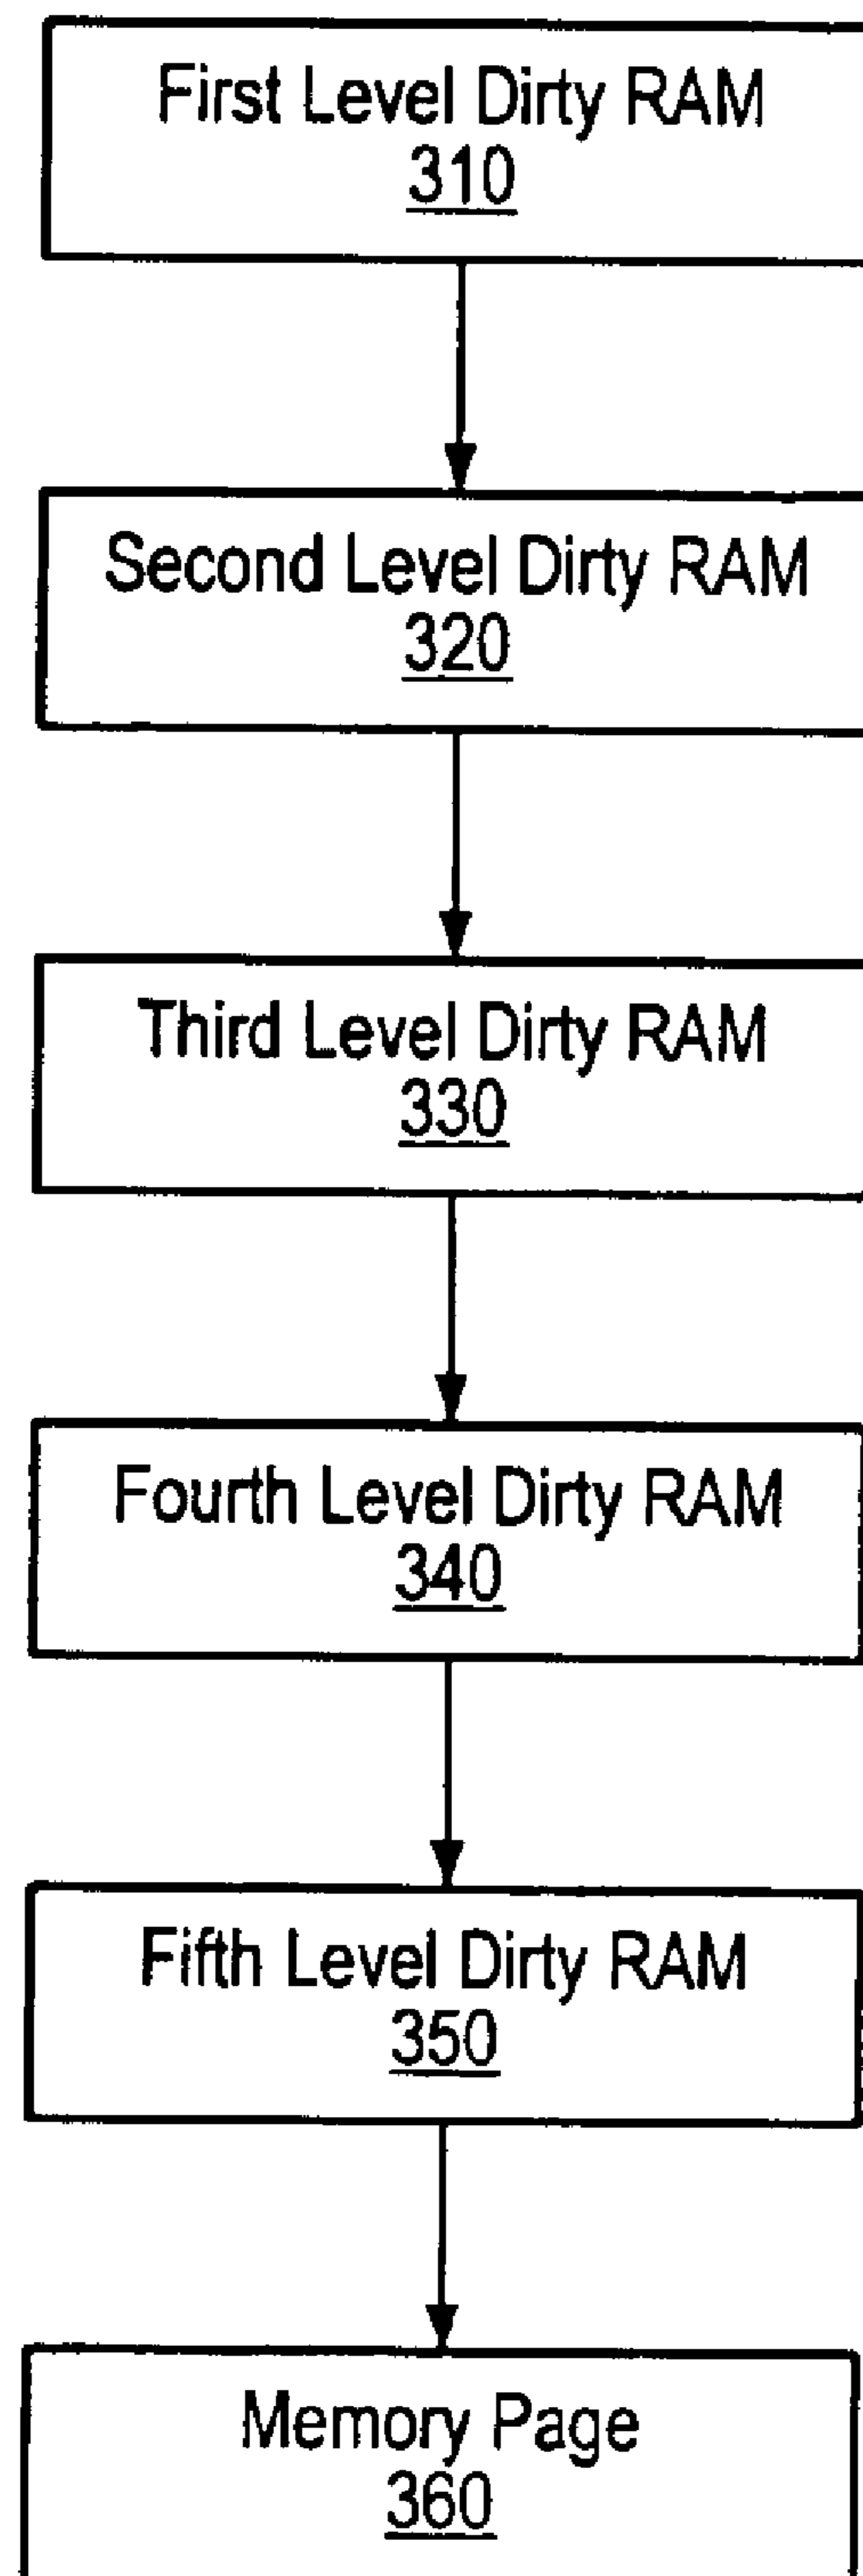 First Level Dirty RAM
310
Second Level Dirty RAM
320
Third Level Dirty RAM
330
Fourth Level Dirty RAM
340
Fifth Level Dirty RAM
350
Memory Page
360